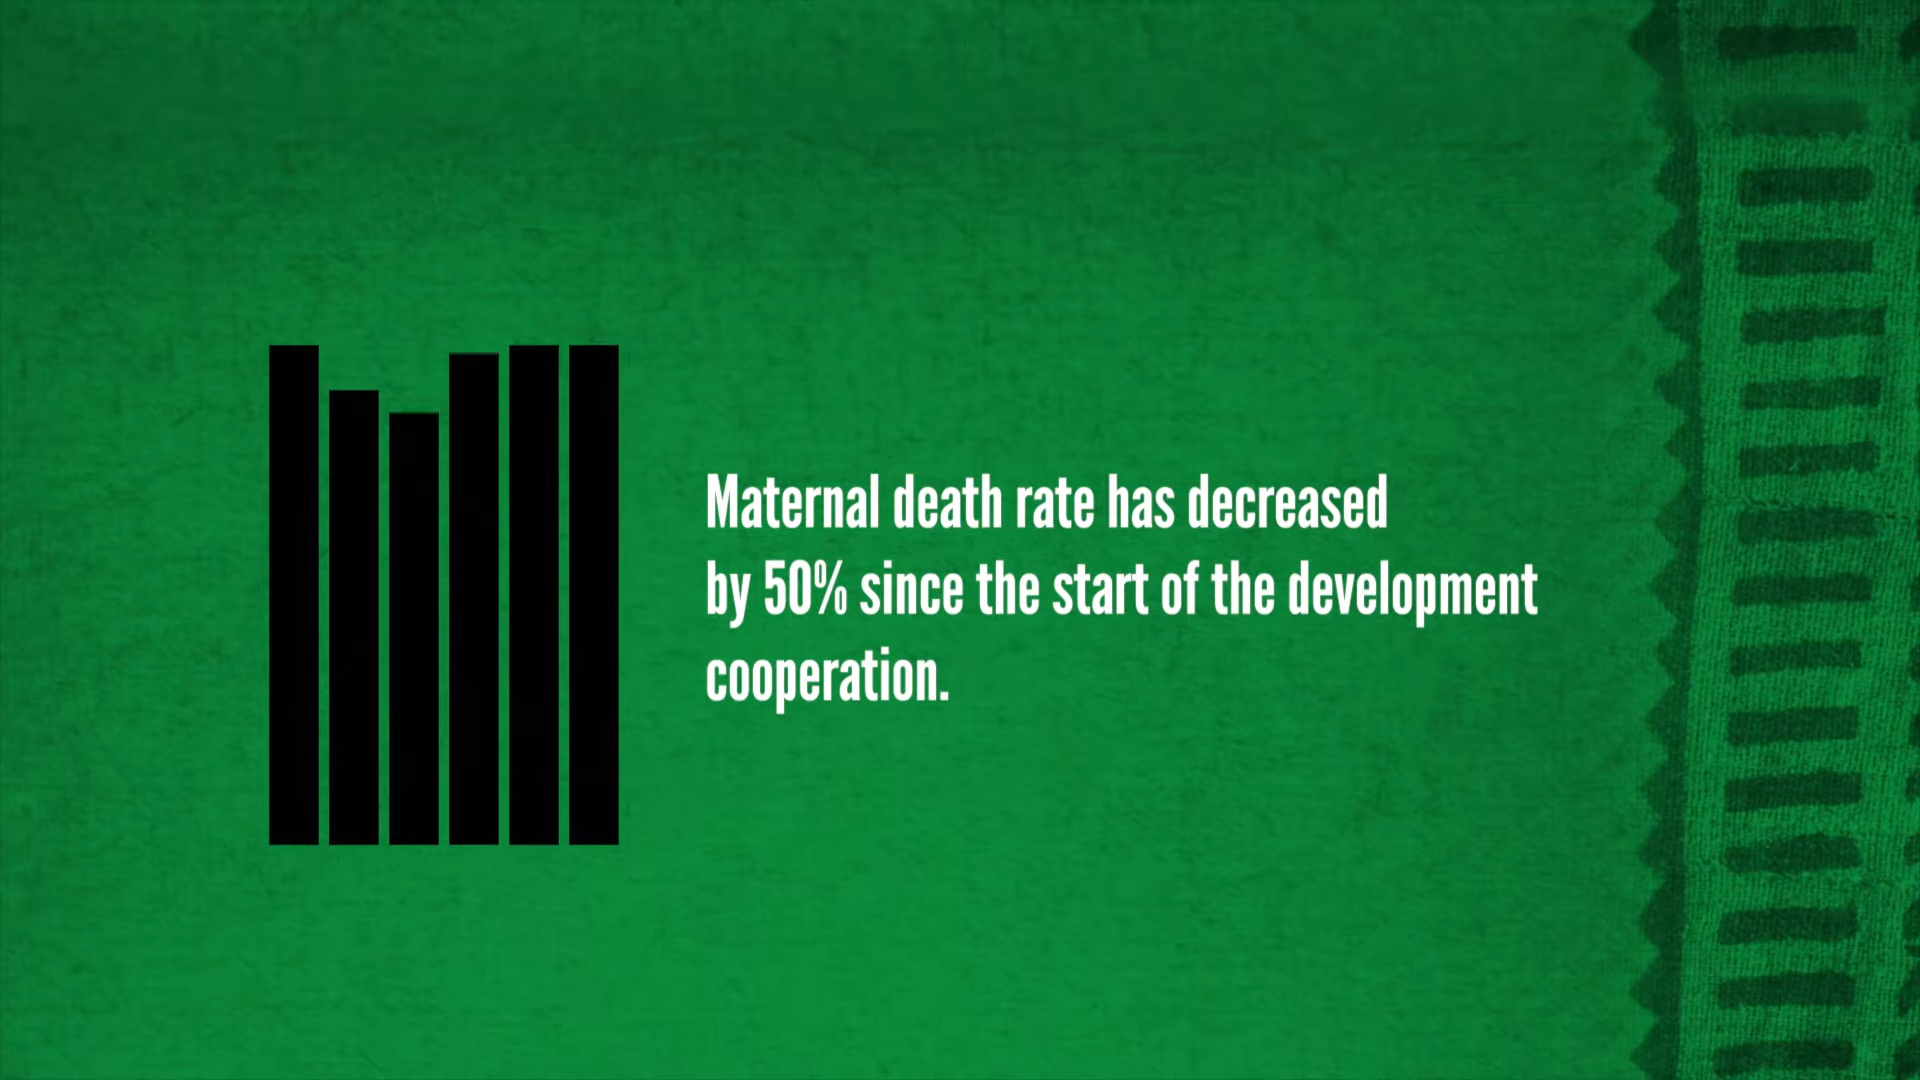 Maternal death rate has decreased
by 50% since the start of the development
cooperation.